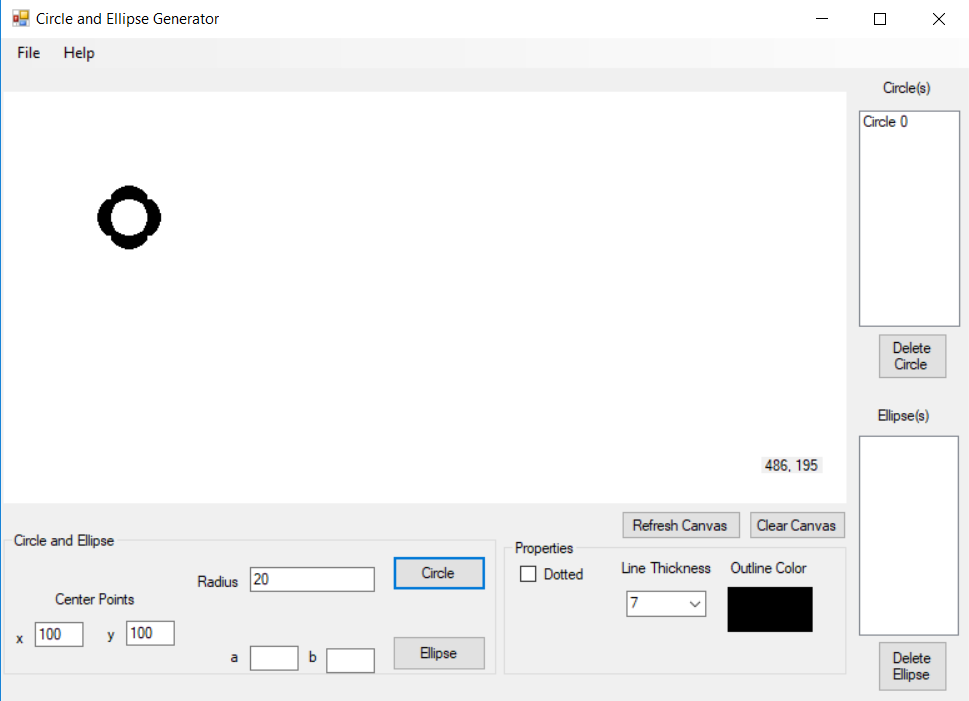 Circle and Ellipse Generator
File Help
Circle(s)
Circle 0
Delete
Circle
Ellipse(s)
486, 195
Refresh Canvas Clear Canvas
Circle and Ellipse
Properties
Radius 20 Circle
Dotted Line Thickness Outline Color
Center Points
7
x 100 y 100
a b Ellipse
Delete
Ellipse